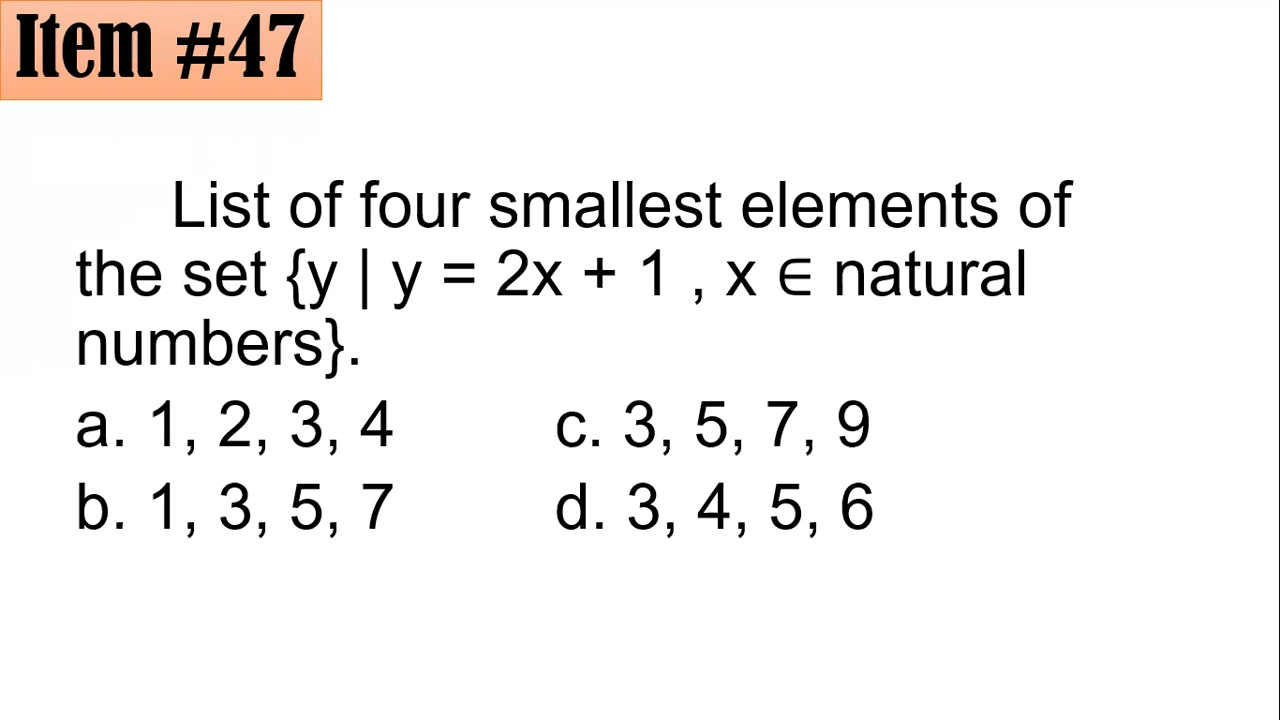 Item #47
List of four smallest elements of
the set {y | y = 2x + 1 , x ∈ natural
numbers}.
a. 1, 2, 3, 4 c. 3, 5, 7, 9
b. 1, 3, 5, 7 d. 3, 4, 5, 6